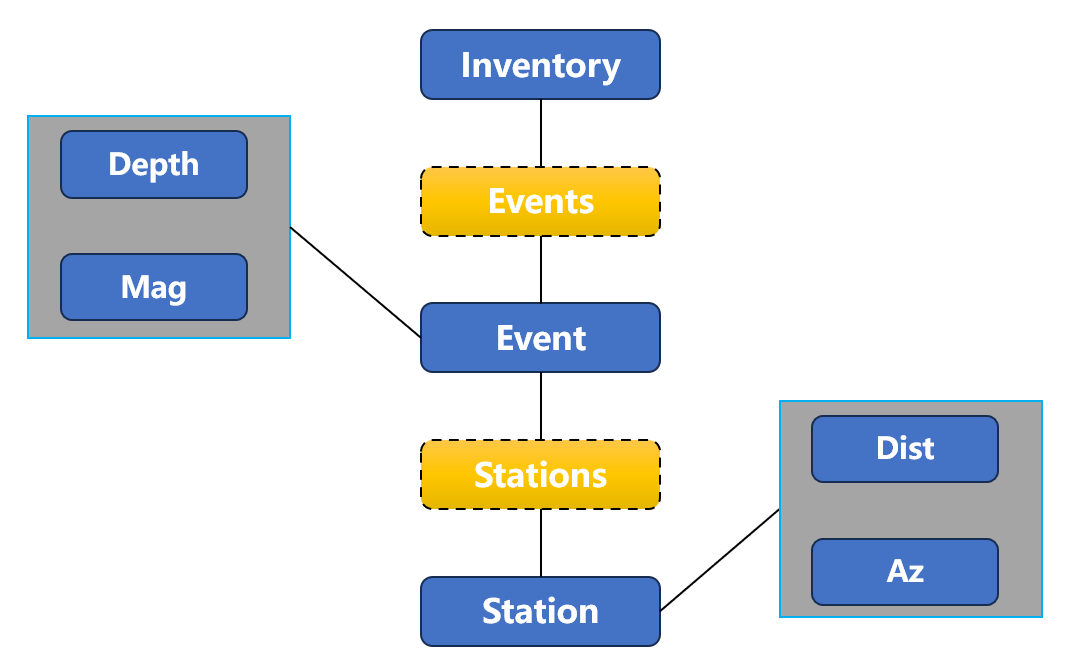 Inventory
Depth
Events
Mag
Event
Dist
Stations
Az
Station